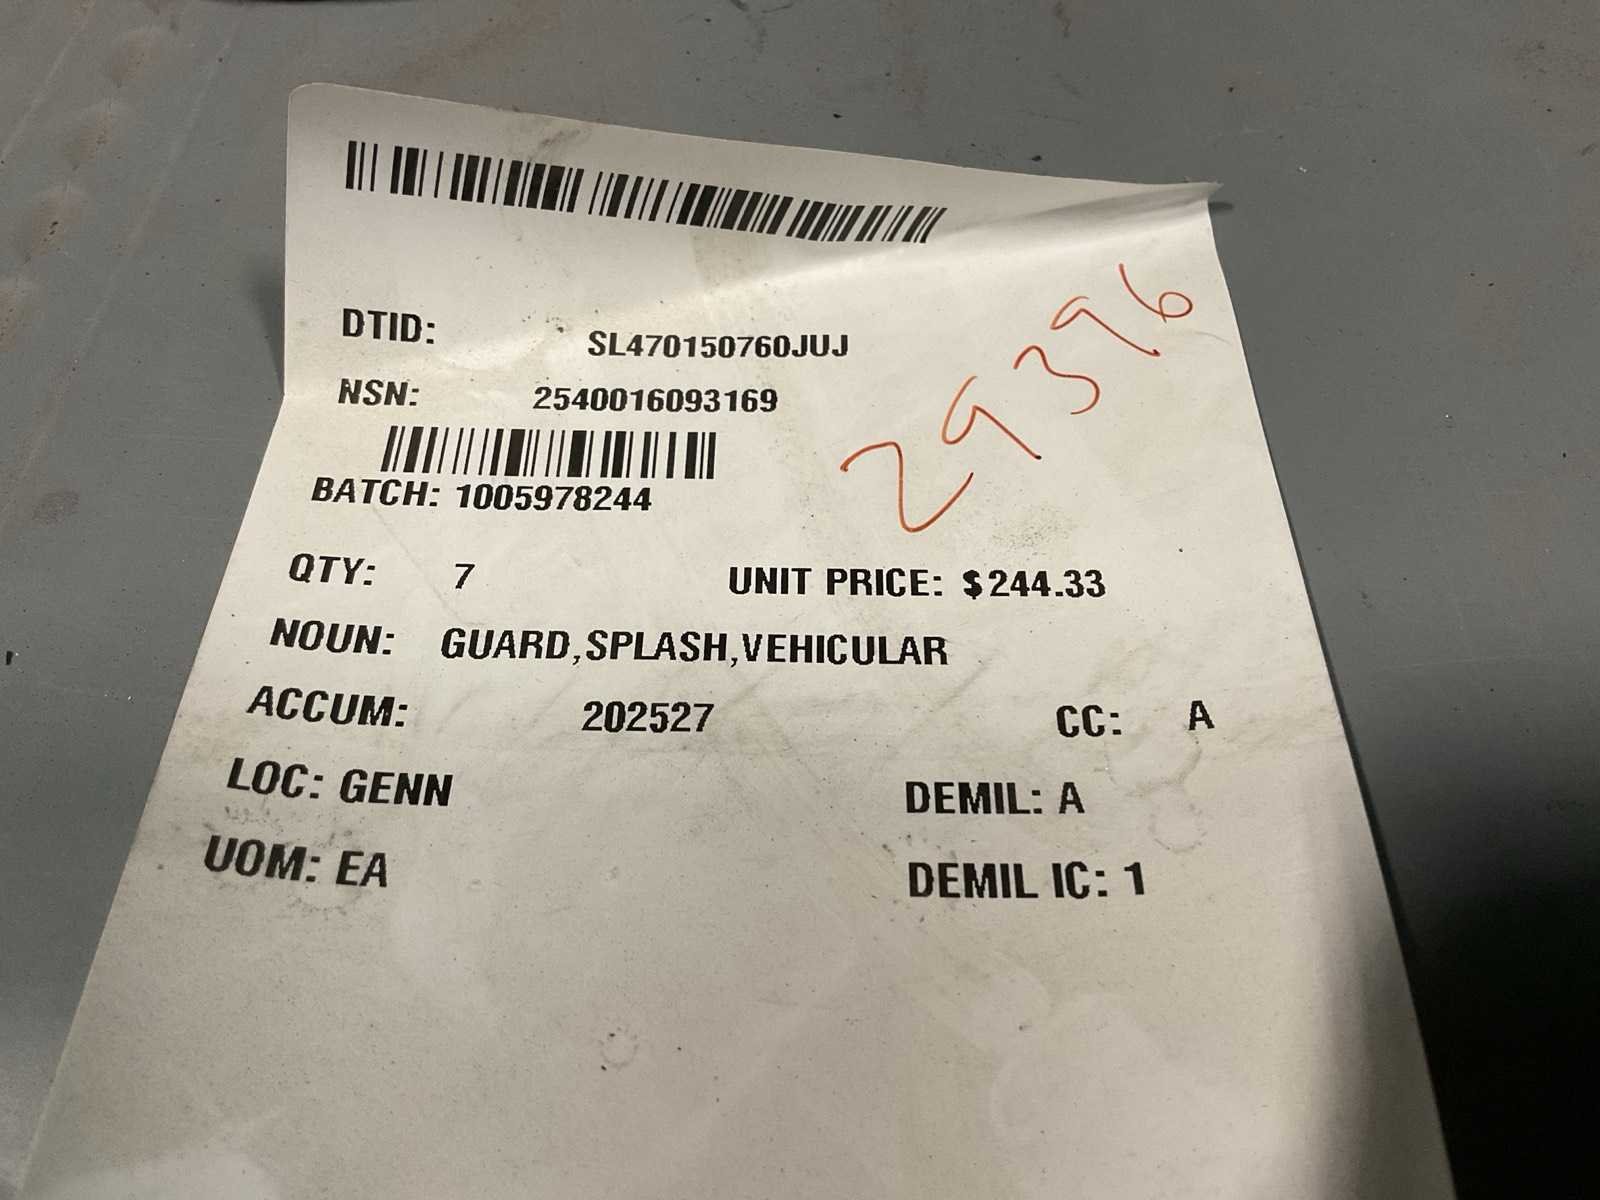 DTID: SL470150760JUJ
NSN: 2540016093169
BATCH: 1005978244
29396
QTY: 7 UNIT PRICE: $244.33
NOUN: GUARD,SPLASH,VEHICULAR
ACCUM: 202527 CC: A
LOC: GENN DEMIL: A
UOM: EA DEMIL IC: 1